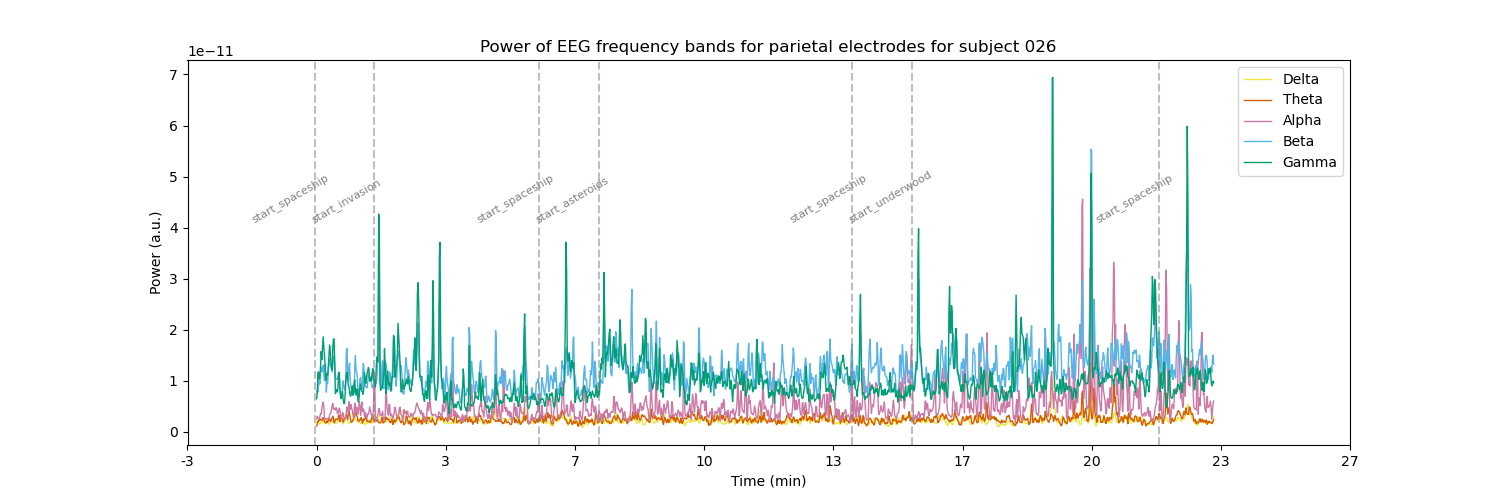 Power of EEG frequency bands for parietal electrodes for subject 026
1e−11
7
6
5
4
3
2
1
0
Power (a.u.)
start_spaceship
start_invasion
start_spaceship
start_asteroids
start_spaceship
start_underwood
start_spaceship
Delta
Theta
Alpha
Beta
Gamma
-3 0 3 7 10 13 17 20 23 27
Time (min)